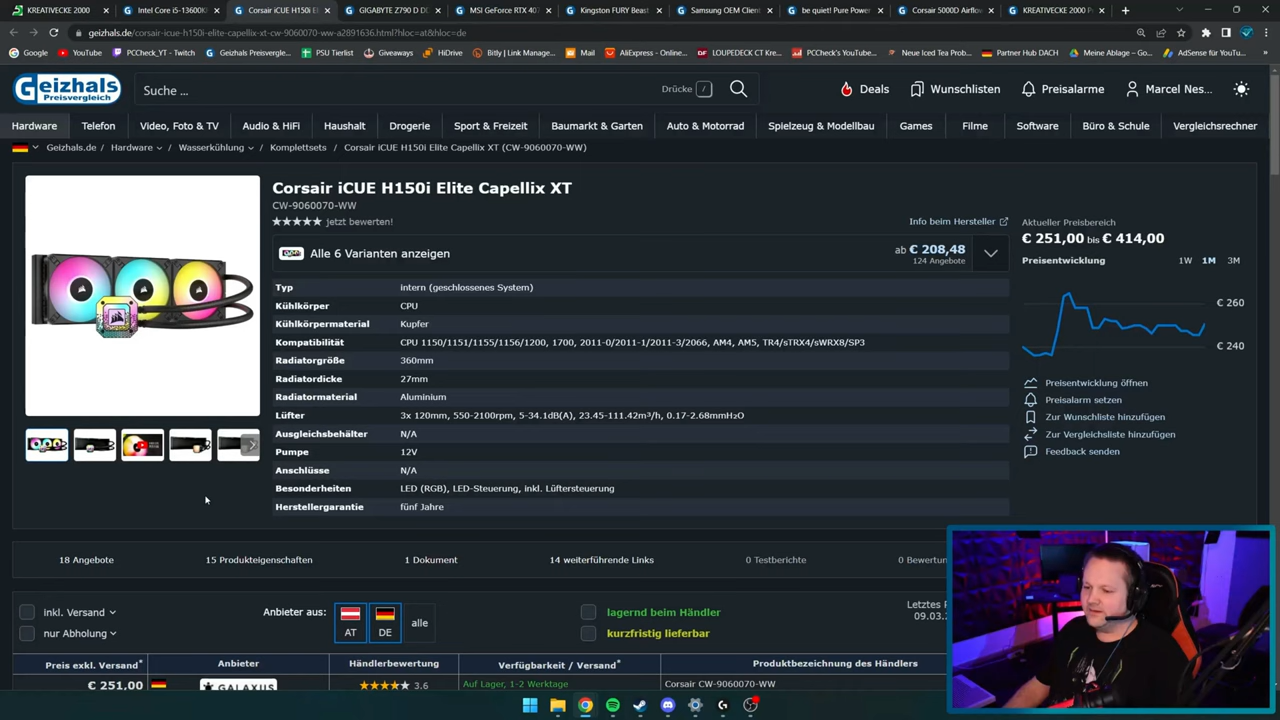 KREATIVECKE 2000
Intel Core i5-13600K
Corsair iCUE H150i El
GIGABYTE Z790 D D
MSI GeForce RTX 407
Kingston FURY Beast
Samsung OEM Client
be quiet! Pure Power
Corsair 5000D Airflow
KREATIVECKE 2000 P
geizhals.de/corsair-icue-h150i-elite-capellix-xt-cw-9060070-ww-a2891636.html?hloc=at&hloc=de
Google
YouTube
PCCheck_YT - Twitch
Geizhals Preisvergle...
PSU Tierlist
Giveaways
HiDrive
Bitly | Link Manage...
Mail
AliExpress - Online...
LOUPEDECK CT Cre...
PCCheck's YouTube...
Neue Iced Tea Prob...
Partner Hub DACH
Meine Ablage – Go...
AdSense für YouTub...
Geizhals
Preisvergleich
Suche ...
Drücke /
Deals
Wunschlisten
Preisalarme
Marcel Nes...
Hardware
Telefon
Video, Foto & TV
Audio & HiFi
Haushalt
Drogerie
Sport & Freizeit
Baumarkt & Garten
Auto & Motorrad
Spielzeug & Modellbau
Games
Filme
Software
Büro & Schule
Vergleichsrechner
Geizhals.de / Hardware / Wasserkühlung / Komplettsets / Corsair iCUE H150i Elite Capellix XT (CW-9060070-WW)
Corsair iCUE H150i Elite Capellix XT
CW-9060070-WW
jetzt bewerten!
Info beim Hersteller
Alle 6 Varianten anzeigen
ab € 208,48
124 Angebote
Typ intern (geschlossenes System)
Kühlkörper CPU
Kühlkörpermaterial Kupfer
Kompatibilität CPU 1150/1151/1155/1156/1200, 1700, 2011-0/2011-1/2011-3/2066, AM4, AM5, TR4/sTRX4/sWRX8/SP3
Radiatorgröße 360mm
Radiatordicke 27mm
Radiatormaterial Aluminium
Lüfter 3x 120mm, 550-2100rpm, 5-34.1dB(A), 23.45-111.42m³/h, 0.17-2.68mmH₂O
Ausgleichsbehälter N/A
Pumpe 12V
Anschlüsse N/A
Besonderheiten LED (RGB), LED-Steuerung, inkl. Lüftersteuerung
Herstellergarantie fünf Jahre
Aktueller Preisbereich
€ 251,00 bis € 414,00
Preisentwicklung 1W 1M 3M
€ 260
€ 240
Preisentwicklung öffnen
Preisalarm setzen
Zur Wunschliste hinzufügen
Zur Vergleichsliste hinzufügen
Feedback senden
18 Angebote
15 Produkteigenschaften
1 Dokument
14 weiterführende Links
0 Testberichte
0 Bewertun
inkl. Versand
nur Abholung
Anbieter aus:
AT
DE
alle
lagernd beim Händler
kurzfristig lieferbar
Letztes
09.03.
Preis exkl. Versand*
Anbieter
Händlerbewertung
Verfügbarkeit / Versand*
Produktbezeichnung des Händlers
€ 251,00
GALAXUS
3.6
Auf Lager, 1-2 Werktage
Corsair CW-9060070-WW